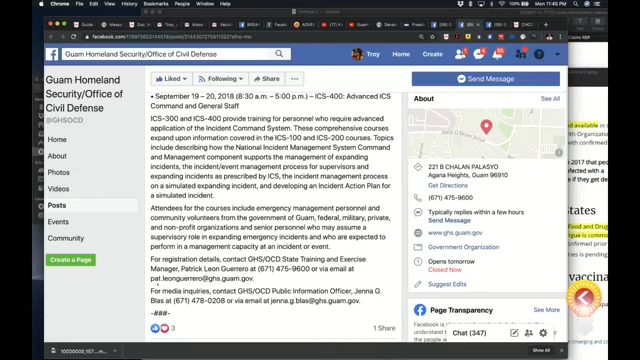 Chrome File Edit View History Bookmarks People Window Help
Mon 11:45 PM
Guam Homeland Security/Office of Civil Defense
Troy Home Create
Guam Homeland
Security/Office of
Civil Defense
@GHSOCD
Home
About
Photos
Videos
Posts
Events
Community
Create a Page
Liked Following Share
• September 19 – 20, 2018 (8:30 a.m. – 5:00 p.m.) – ICS-400: Advanced ICS
Command and General Staff
ICS-300 and ICS-400 provide training for personnel who require advanced
application of the Incident Command System. These comprehensive courses
expand upon information covered in the ICS-100 and ICS-200 courses. Topics
include describing how the National Incident Management System Command
and Management component supports the management of expanding
incidents, the incident/event management process for supervisors and
expanding incidents as prescribed by ICS, the incident management process
on a simulated expanding incident, and developing an Incident Action Plan for
a simulated incident.
Attendees for the courses include emergency management personnel and
community volunteers from the government of Guam, federal, military, private,
and non-profit organizations and senior personnel who may assume a
supervisory role in expanding emergency incidents and who are expected to
perform in a management capacity at an incident or event.
For registration details, contact GHS/OCD State Training and Exercise
Manager, Patrick Leon Guerrero at (671) 475-9600 or via email at
pat.leonguerrero@ghs.guam.gov.
For media inquiries, contact GHS/OCD Public Information Officer, Jenna G.
Blas at (671) 478-0208 or via email at jenna.g.blas@ghs.guam.gov.
-###-
3
1 Share
Send Message
About See All
221 B CHALAN PALASYO
Agana Heights, Guam 96910
Get Directions
(671) 475-9600
Typically replies within a few hours
Send Message
www.ghs.guam.gov
Government Organization
Opens tomorrow
Closed Now
Suggest Edits
Page Transparency See More
Chat (347)
Show All